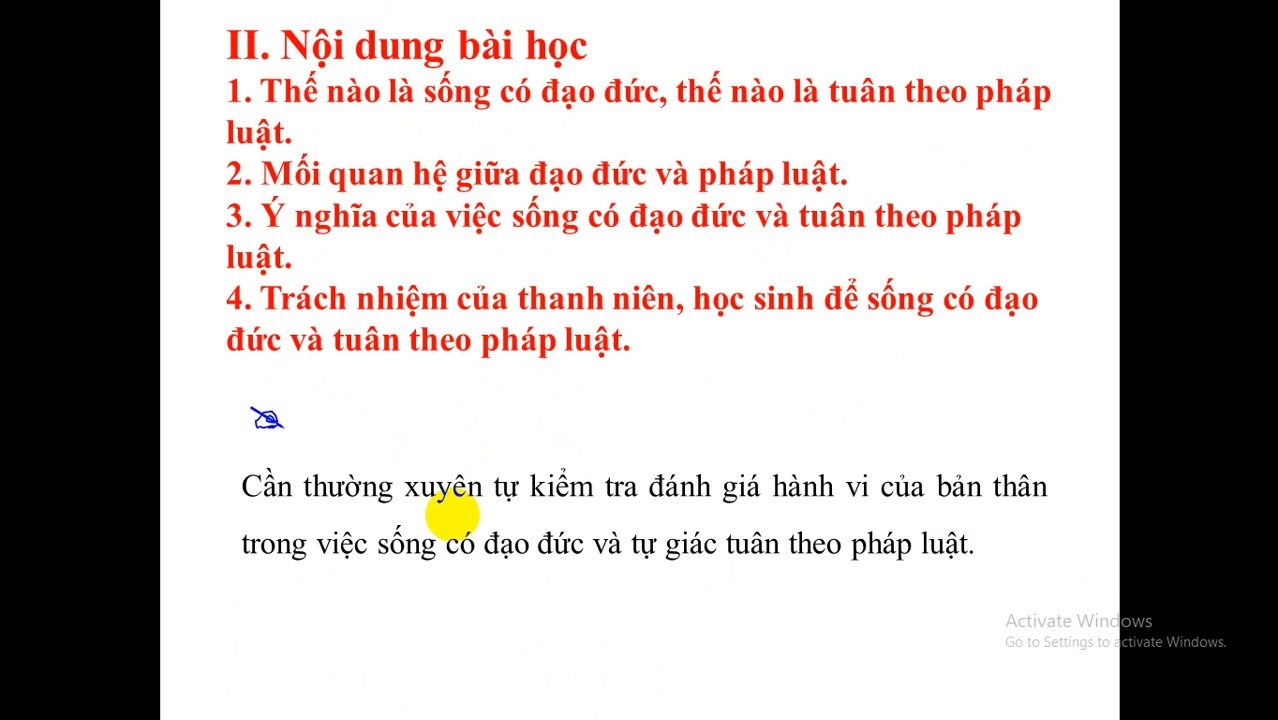 II. Nội dung bài học
1. Thế nào là sống có đạo đức, thế nào là tuân theo pháp
luật.
2. Mối quan hệ giữa đạo đức và pháp luật.
3. Ý nghĩa của việc sống có đạo đức và tuân theo pháp
luật.
4. Trách nhiệm của thanh niên, học sinh để sống có đạo
đức và tuân theo pháp luật.
Cần thường xuyên tự kiểm tra đánh giá hành vi của bản thân
trong việc sống có đạo đức và tự giác tuân theo pháp luật.
Activate Windows
Go to Settings to activate Windows.